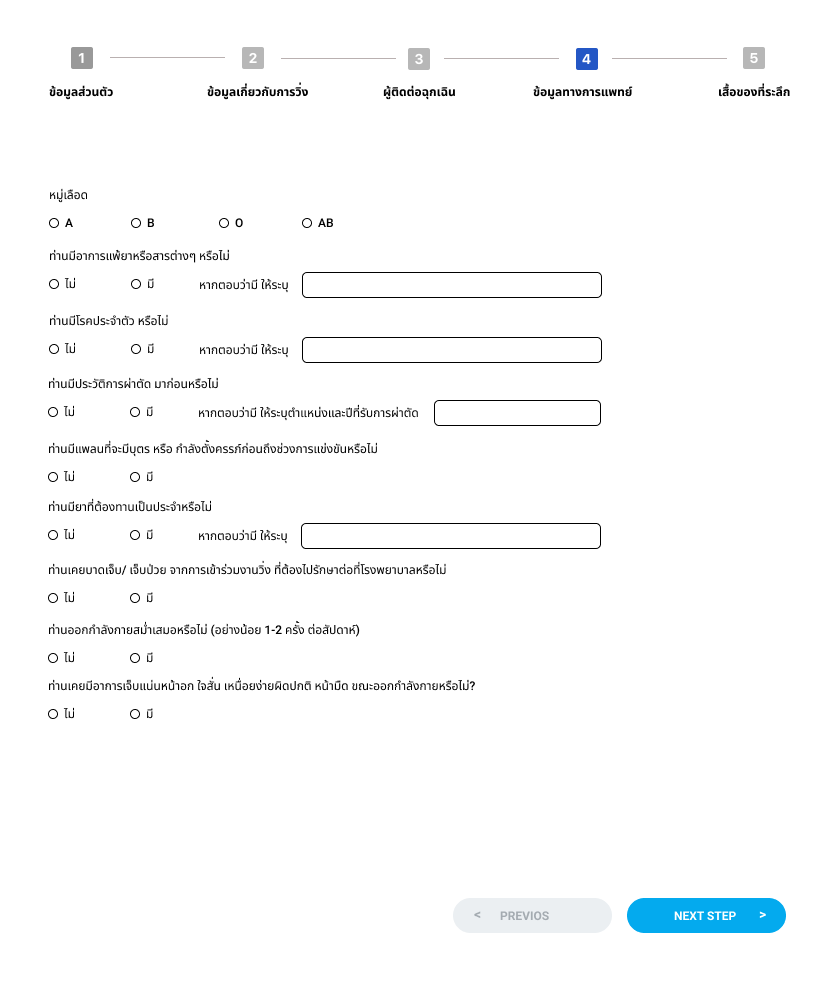 1 2 3 4 5
ข้อมูลส่วนตัว ข้อมูลเกี่ยวกับการวิ่ง ผู้ติดต่อฉุกเฉิน ข้อมูลทางการแพทย์ เสื้อของที่ระลึก
หมู่เลือด
A B O AB
ท่านมีอาการแพ้ยาหรือสารต่างๆ หรือไม่
ไม่ มี หากตอบว่ามี ให้ระบุ
ท่านมีโรคประจำตัว หรือไม่
ไม่ มี หากตอบว่ามี ให้ระบุ
ท่านมีประวัติการผ่าตัด มาก่อนหรือไม่
ไม่ มี หากตอบว่ามี ให้ระบุตำแหน่งและปีที่รับการผ่าตัด
ท่านมีแพลนที่จะมีบุตร หรือ กำลังตั้งครรภ์ก่อนถึงช่วงการแข่งขันหรือไม่
ไม่ มี
ท่านมียาที่ต้องทานเป็นประจำหรือไม่
ไม่ มี หากตอบว่ามี ให้ระบุ
ท่านเคยบาดเจ็บ/ เจ็บป่วย จากการเข้าร่วมงานวิ่ง ที่ต้องไปรักษาต่อที่โรงพยาบาลหรือไม่
ไม่ มี
ท่านออกกำลังกายสม่ำเสมอหรือไม่ (อย่างน้อย 1-2 ครั้ง ต่อสัปดาห์)
ไม่ มี
ท่านเคยมีอาการเจ็บแน่นหน้าอก ใจสั่น เหนื่อยง่ายผิดปกติ หน้ามืด ขณะออกกำลังกายหรือไม่?
ไม่ มี
< PREVIOS NEXT STEP >